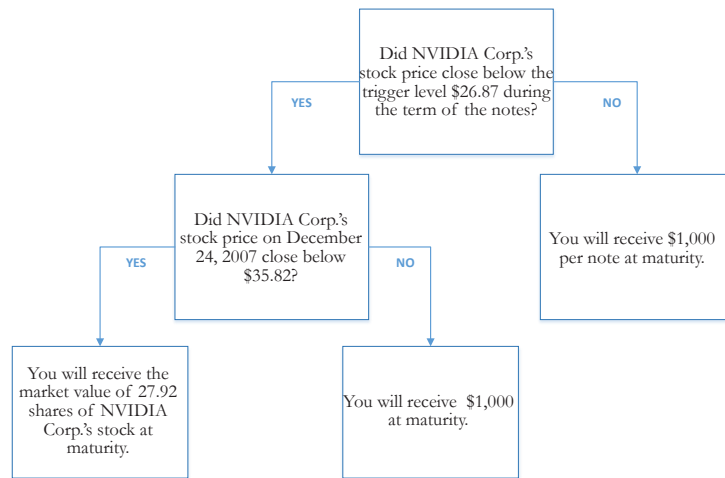 Did NVIDIA Corp.'s
stock price close below the
trigger level $26.87 during
the term of the notes?
YES
NO
Did NVIDIA Corp.'s
stock price on December
24, 2007 close below
$35.82?
You will receive $1,000
per note at maturity.
YES
NO
You will receive the
market value of 27.92
shares of NVIDIA
Corp.'s stock at
maturity.
You will receive $1,000
at maturity.